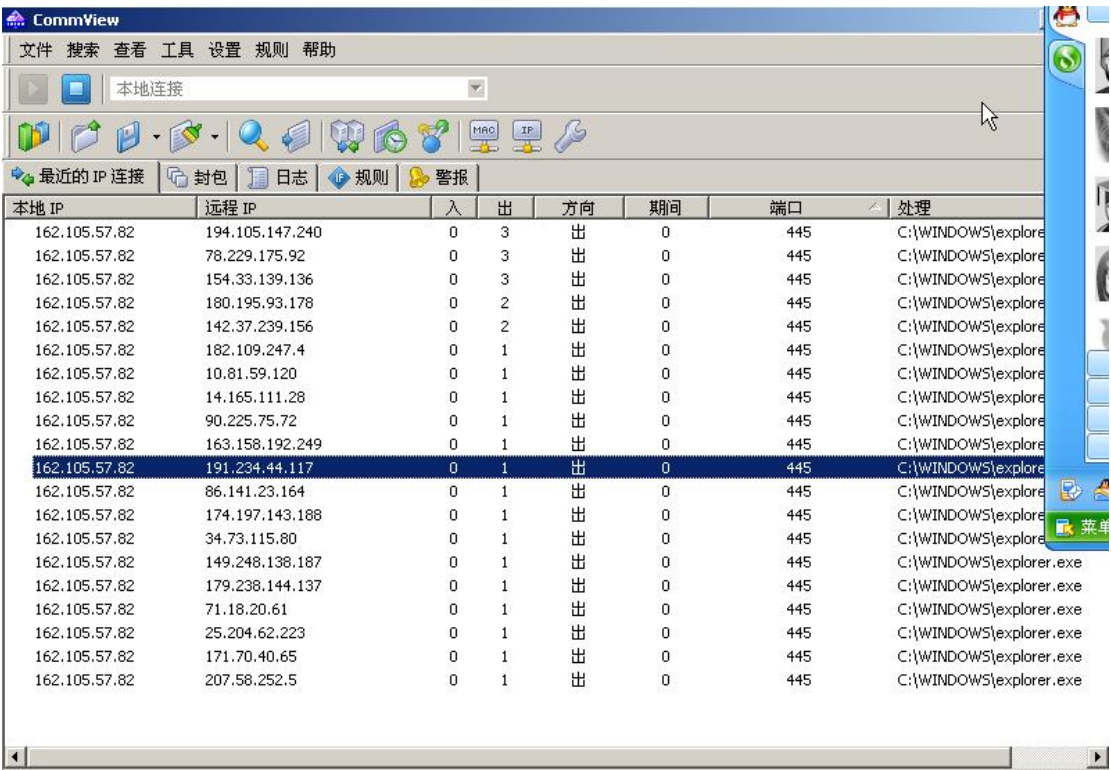 CommView
文件 搜索 查看 工具 设置 规则 帮助
本地连接
MAC IP
最近的 IP 连接 封包 日志 IP 规则 警报
本地 IP 远程 IP 入 出 方向 期间 端口 处理
162.105.57.82 194.105.147.240 0 3 出 0 445 C:\WINDOWS\explore
162.105.57.82 78.229.175.92 0 3 出 0 445 C:\WINDOWS\explore
162.105.57.82 154.33.139.136 0 3 出 0 445 C:\WINDOWS\explore
162.105.57.82 180.195.93.178 0 2 出 0 445 C:\WINDOWS\explore
162.105.57.82 142.37.239.156 0 2 出 0 445 C:\WINDOWS\explore
162.105.57.82 182.109.247.4 0 1 出 0 445 C:\WINDOWS\explore
162.105.57.82 10.81.59.120 0 1 出 0 445 C:\WINDOWS\explore
162.105.57.82 14.165.111.28 0 1 出 0 445 C:\WINDOWS\explore
162.105.57.82 90.225.75.72 0 1 出 0 445 C:\WINDOWS\explore
162.105.57.82 163.158.192.249 0 1 出 0 445 C:\WINDOWS\explore
162.105.57.82 191.234.44.117 0 1 出 0 445 C:\WINDOWS\explore
162.105.57.82 86.141.23.164 0 1 出 0 445 C:\WINDOWS\explore
162.105.57.82 174.197.143.188 0 1 出 0 445 C:\WINDOWS\explore
菜单
162.105.57.82 34.73.115.80 0 1 出 0 445 C:\WINDOWS\explore
162.105.57.82 149.248.138.187 0 1 出 0 445 C:\WINDOWS\explorer.exe
162.105.57.82 179.238.144.137 0 1 出 0 445 C:\WINDOWS\explorer.exe
162.105.57.82 71.18.20.61 0 1 出 0 445 C:\WINDOWS\explorer.exe
162.105.57.82 25.204.62.223 0 1 出 0 445 C:\WINDOWS\explorer.exe
162.105.57.82 171.70.40.65 0 1 出 0 445 C:\WINDOWS\explorer.exe
162.105.57.82 207.58.252.5 0 1 出 0 445 C:\WINDOWS\explorer.exe